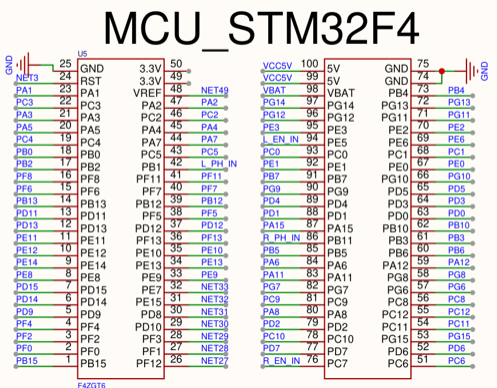 MCU_STM32F4
U5
GND 25 GND 3.3V 50
NET3 24 RST 3.3V 49
PA1 23 PA1 VREF 48 NET49
PC3 22 PC3 PA2 47 PA2
PA3 21 PA3 PC2 46 PC2
PA5 20 PA5 PA4 45 PA4
PC4 19 PC4 PA7 44 PA7
PB0 18 PB0 PC5 43 PC5
PB2 17 PB2 PB1 42 L_PH_IN
PF8 16 PF8 PF11 41 PF11
PF6 15 PF6 PF7 40 PF7
PB13 14 PB13 PB12 39 PB12
PD11 13 PD11 PF5 38 PF5
PD13 12 PD13 PD12 37 PD12
PE11 11 PE11 PF13 36 PF13
PE12 10 PE12 PE10 35 PE10
PE14 9 PE14 PE13 34 PE13
PE8 8 PE8 PE9 33 PE9
PD15 7 PD15 PE7 32 NET33
PD14 6 PD14 PE15 31 NET32
PD9 5 PD9 PD8 30 NET31
PF4 4 PF4 PD10 29 NET30
PF2 3 PF2 PF3 28 NET29
PF0 2 PF0 PF1 27 NET28
PB15 1 PB15 PF12 26 NET27
F4ZGT6
VCC5V 100 5V GND 75 GND
VCC5V 99 5V GND 74
VBAT 98 VBAT PB4 73 PB4
PG14 97 PG14 PG13 72 PG13
PG12 96 PG12 PG11 71 PG11
PE3 95 PE3 PE2 70 PE2
L_EN_IN 94 PE5 PE6 69 PE6
PC0 93 PC0 PC1 68 PC1
PE1 92 PE1 PE0 67 PE0
PB7 91 PB7 PG10 66 PG10
PG9 90 PG9 PD5 65 PD5
PD4 89 PD4 PD3 64 PD3
PD1 88 PD1 PD0 63 PD0
PA15 87 PA15 PB10 62 PB10
R_PH_IN 86 PB11 PB3 61 PB3
PB5 85 PB5 PB6 60 PB6
PA6 84 PA6 PA12 59 PA12
PA11 83 PA11 PG8 58 PG8
PG7 82 PG7 PG6 57 PG6
PC9 81 PC9 PC8 56 PC8
PA8 80 PA8 PC12 55 PC12
PD2 79 PD2 PC11 54 PC11
PC10 78 PC10 PG15 53 PG15
PD7 77 PD7 PD6 52 PD6
R_EN_IN 76 PC7 PC6 51 PC6